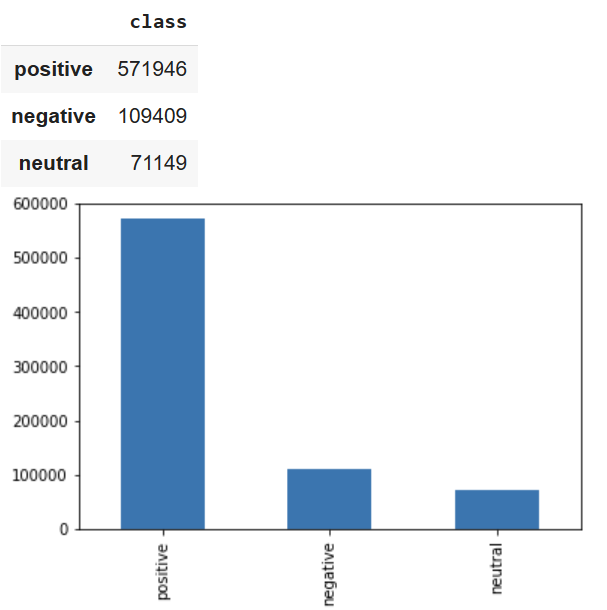 class
positive 571946
negative 109409
neutral 71149
600000
500000
400000
300000
200000
100000
0
positive
negative
neutral